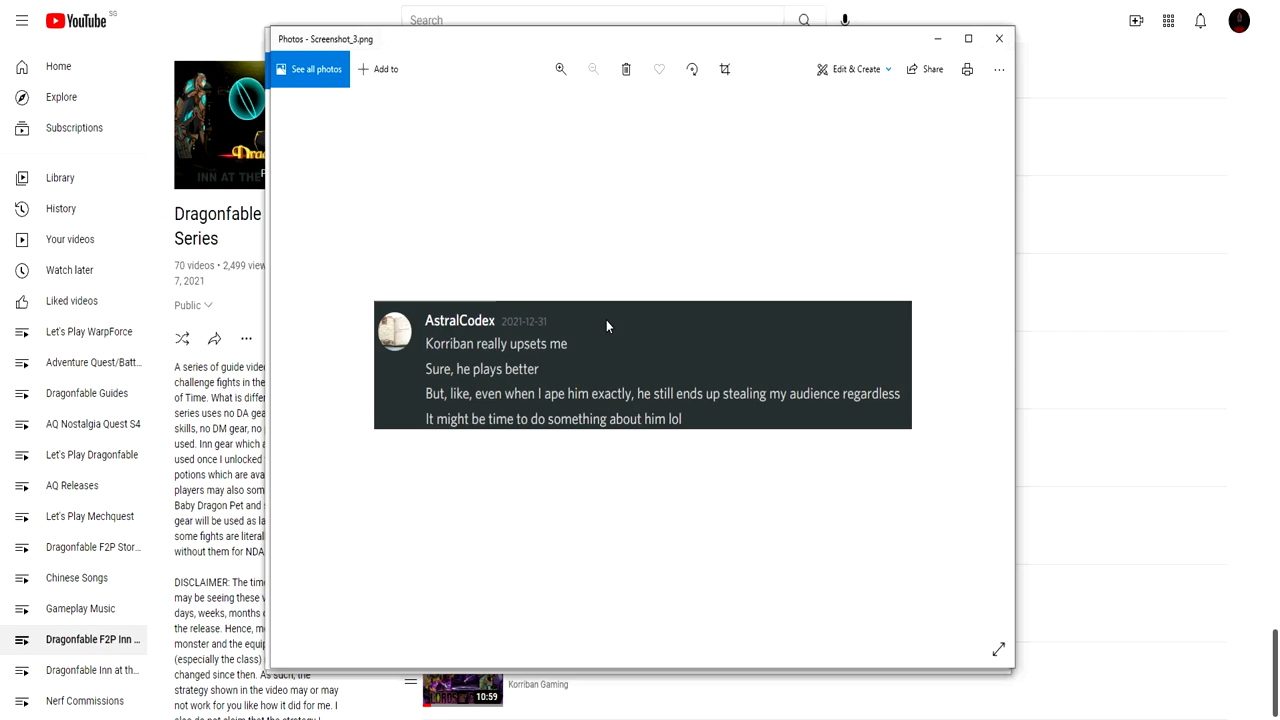 YouTube SG
Search
Photos - Screenshot_3.png
See all photos
Add to
Edit & Create
Share
Home
Explore
Subscriptions
Library
History
Your videos
Watch later
Liked videos
Let's Play WarpForce
Adventure Quest/Batt...
Dragonfable Guides
AQ Nostalgia Quest S4
Let's Play Dragonfable
AQ Releases
Let's Play Mechquest
Dragonfable F2P Stor...
Chinese Songs
Gameplay Music
Dragonfable F2P Inn ...
Dragonfable Inn at th...
Nerf Commissions
INN AT THE
Dragonfable
Series
70 videos • 2,499 view
7, 2021
Public
A series of guide vide
challenge fights in the
of Time. What is differ
series uses no DA gea
skills, no DM gear, no
used. Inn gear which a
used once I unlocked
potions which are ava
players may also som
Baby Dragon Pet and
gear will be used as la
some fights are literal
without them for NDA
DISCLAIMER: The time
may be seeing these v
days, weeks, months o
the release. Hence, m
monster and the equip
(especially the class)
changed since then. As such, the
strategy shown in the video may or may
not work for you like how it did for me. I
also do not claim that the strategy I
AstralCodex 2021-12-31
Korriban really upsets me
Sure, he plays better
But, like, even when I ape him exactly, he still ends up stealing my audience regardless
It might be time to do something about him lol
10:59
Korriban Gaming